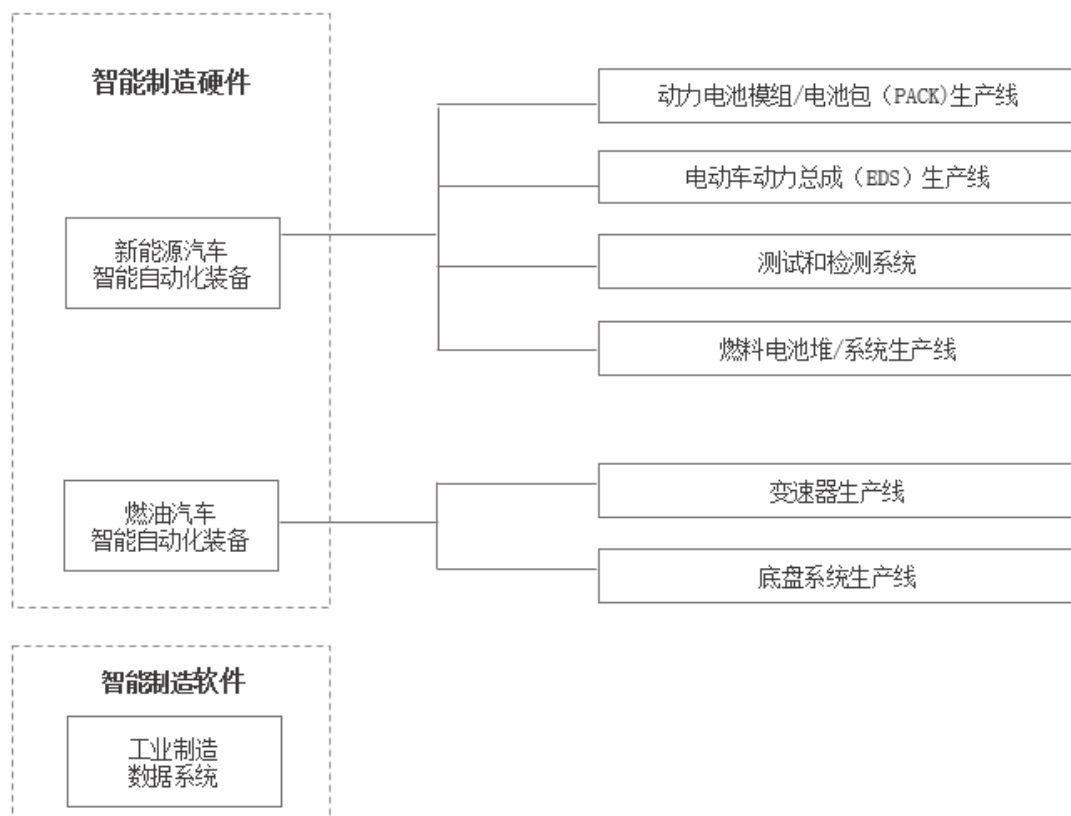 智能制造硬件
动力电池模组/电池包（PACK)生产线
电动车动力总成（EDS）生产线
新能源汽车
智能自动化装备
测试和检测系统
燃料电池堆/系统生产线
变速器生产线
燃油汽车
智能自动化装备
底盘系统生产线
智能制造软件
工业制造
数据系统